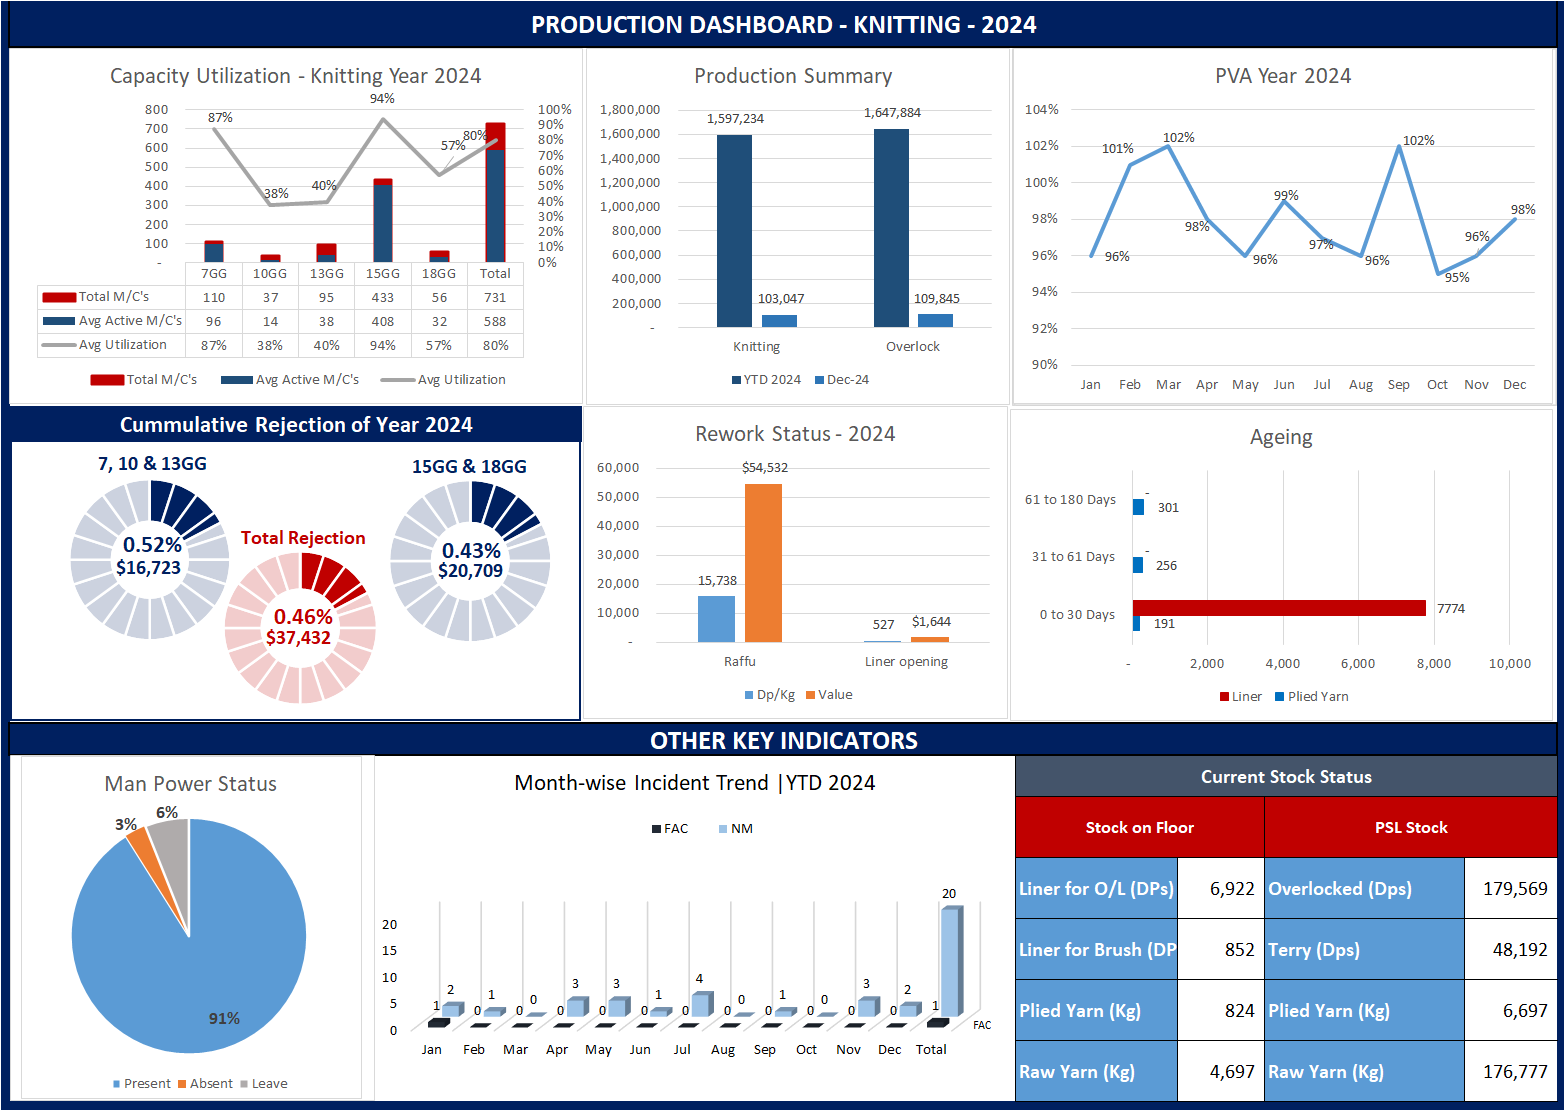 PRODUCTION DASHBOARD - KNITTING - 2024
Capacity Utilization - Knitting Year 2024
800
700
600
500
400
300
200
100
-
100%
90%
80%
70%
60%
50%
40%
30%
20%
10%
0%
87%
38%
40%
94%
57%
80%
7GG 10GG 13GG 15GG 18GG Total
Total M/C's 110 37 95 433 56 731
Avg Active M/C's 96 14 38 408 32 588
Avg Utilization 87% 38% 40% 94% 57% 80%
Total M/C's Avg Active M/C's Avg Utilization
Production Summary
1,800,000
1,600,000
1,400,000
1,200,000
1,000,000
800,000
600,000
400,000
200,000
-
1,597,234
103,047
1,647,884
109,845
Knitting Overlock
YTD 2024 Dec-24
PVA Year 2024
104%
102%
100%
98%
96%
94%
92%
90%
96%
101%
102%
98%
96%
99%
97%
96%
102%
95%
96%
98%
Jan Feb Mar Apr May Jun Jul Aug Sep Oct Nov Dec
Cummulative Rejection of Year 2024
7, 10 & 13GG
0.52%
$16,723
Total Rejection
0.46%
$37,432
15GG & 18GG
0.43%
$20,709
Rework Status - 2024
60,000
50,000
40,000
30,000
20,000
10,000
-
15,738
$54,532
527
$1,644
Raffu Liner opening
Dp/Kg Value
Ageing
61 to 180 Days
-
301
31 to 61 Days
-
256
0 to 30 Days
7774
191
- 2,000 4,000 6,000 8,000 10,000
Liner Plied Yarn
OTHER KEY INDICATORS
Man Power Status
3%
6%
91%
Present Absent Leave
Month-wise Incident Trend |YTD 2024
FAC NM
20
15
10
5
0
1 2 0 1 0 0 0 3 0 3 0 1 0 4 0 0 0 1 0 0 0 3 0 2 1 20
FAC
Jan Feb Mar Apr May Jun Jul Aug Sep Oct Nov Dec Total
Current Stock Status
Stock on Floor PSL Stock
Liner for O/L (DPs) 6,922 Overlocked (Dps) 179,569
Liner for Brush (DP 852 Terry (Dps) 48,192
Plied Yarn (Kg) 824 Plied Yarn (Kg) 6,697
Raw Yarn (Kg) 4,697 Raw Yarn (Kg) 176,777